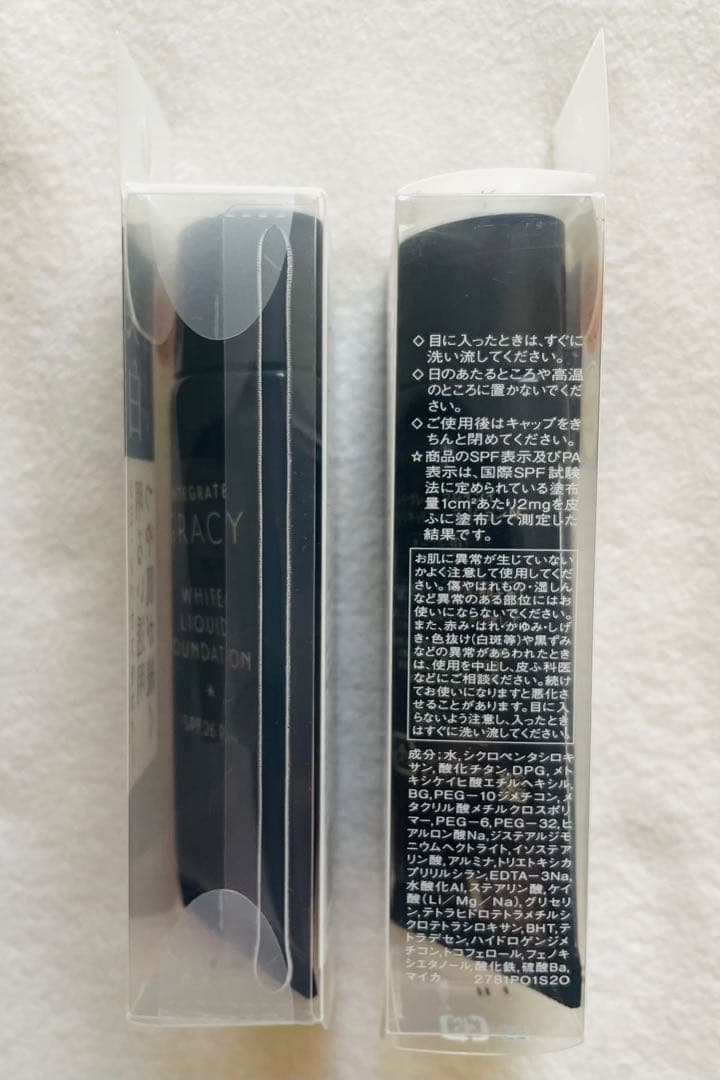 INTEGRATE
GRACY
WHITE
LIQUID
FOUNDATION
SPF 26
◇目に入ったときは、すぐに
洗い流してください。
◇日のあたるところや高温
のところに置かないでくだ
さい。
◇ご使用後はキャップをき
ちんと閉めてください。
☆商品のSPF表示及びPA
表示は、国際SPF試験
法に定められている塗布
量1cm²あたり2mgを皮
ふに塗布して測定した
結果です。
お肌に異常が生じていない
かよく注意して使用してくだ
さい。傷やはれもの・湿しん
など異常のある部位にはお
使いにならないでください。
また、赤み・はれ・かゆみ・しげ
き・色抜け(白斑等)や黒ずみ
などの異常があらわれたとき
は、使用を中止し、皮ふ科医
などにご相談ください。続け
てお使いになりますと悪化さ
せることがあります。目に入
らないよう注意し、入ったとき
はすぐに洗い流してください。
成分;水,シクロペンタシロキ
サン,酸化チタン,DPG,メト
キシケイヒ酸エチルヘキシル,
BG,PEG-10ジメチコン,メ
タクリル酸メチルクロスポリ
マー,PEG-6,PEG-32,ヒ
アルロン酸Na,ジステアルジモ
ニウムヘクトライト,イソステア
リン酸,アルミナ,トリエトキシカ
プリリルシラン,EDTA-3Na,
水酸化Al,ステアリン酸,ケイ
酸(Li/Mg/Na),グリセリ
ン,テトラヒドロテトラメチルシ
クロテトラシロキサン,BHT,テ
トラデセン,ハイドロゲンジメ
チコン,トコフェロール,フェノキ
シエタノール,酸化鉄,硫酸Ba,
マイカ 2781PO1S2O